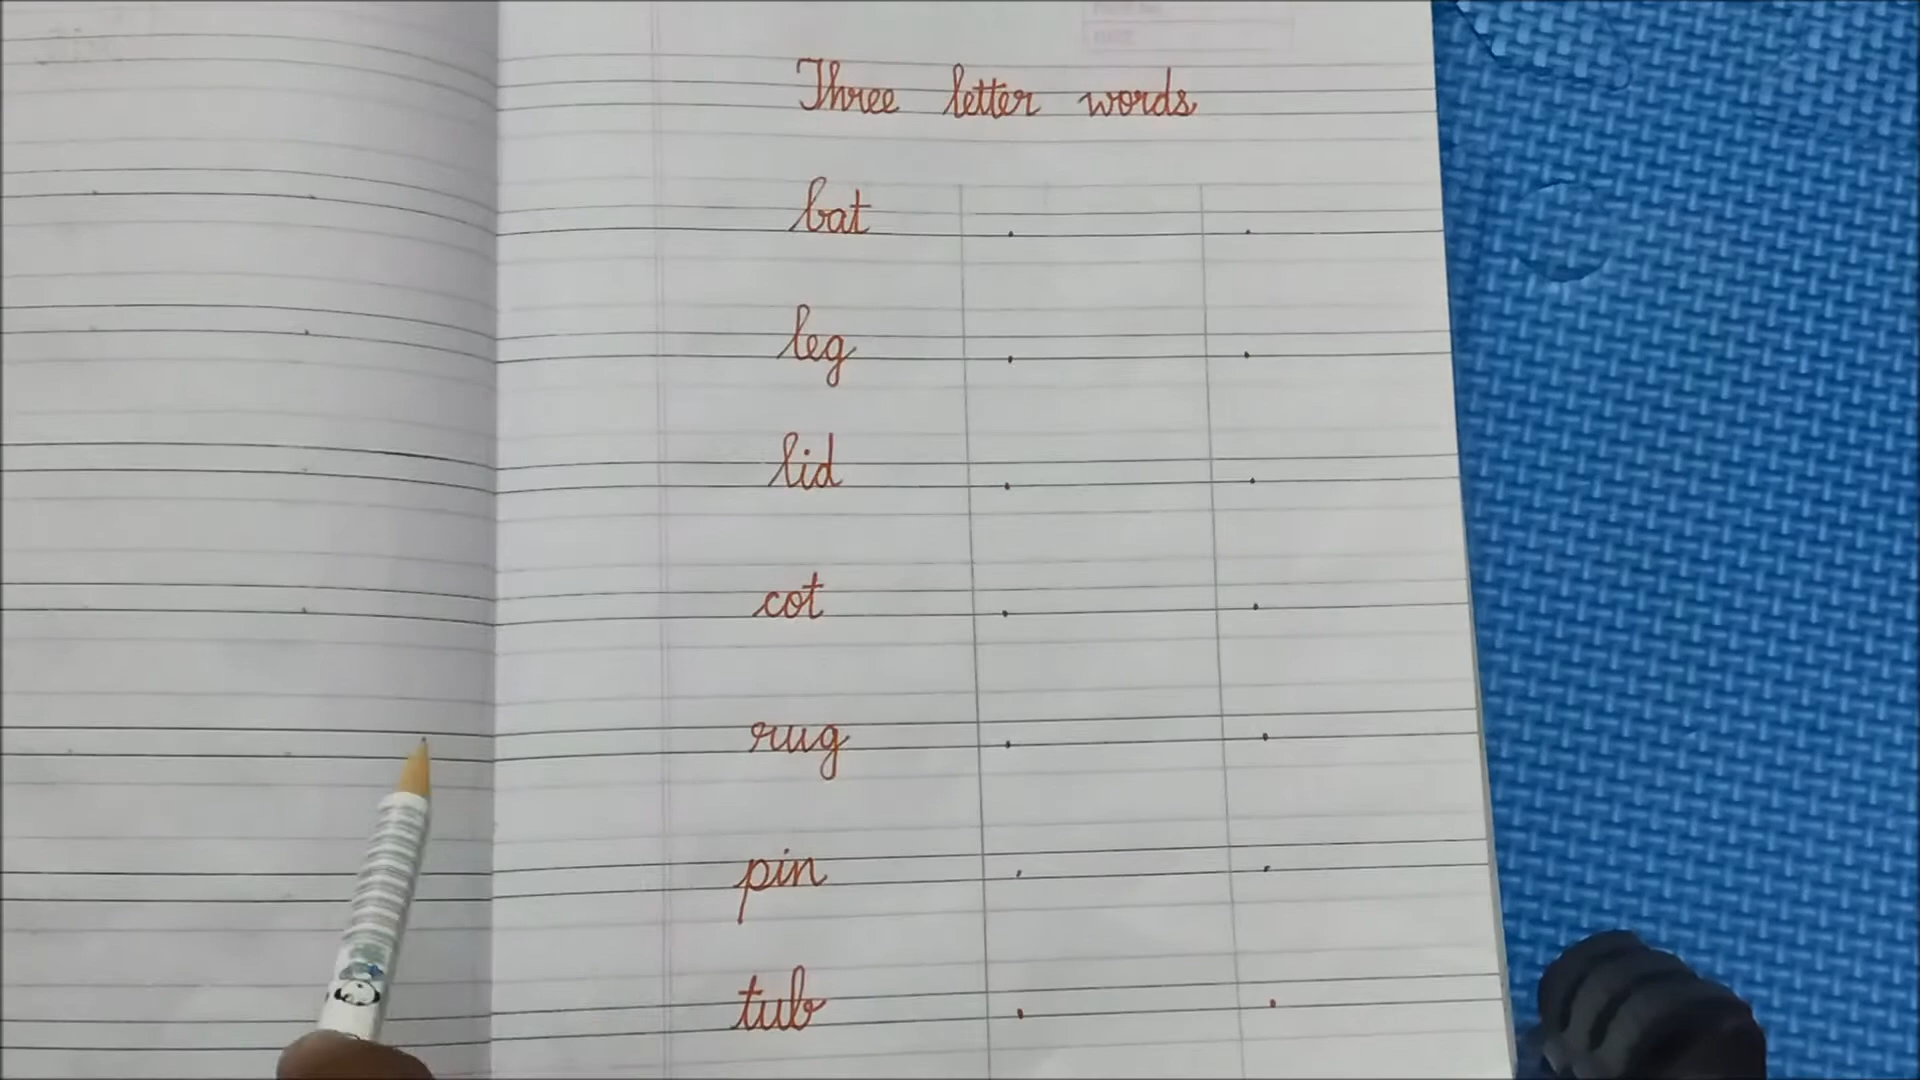 Three letter words
bat
leg
lid
cot
rug
pin
tub